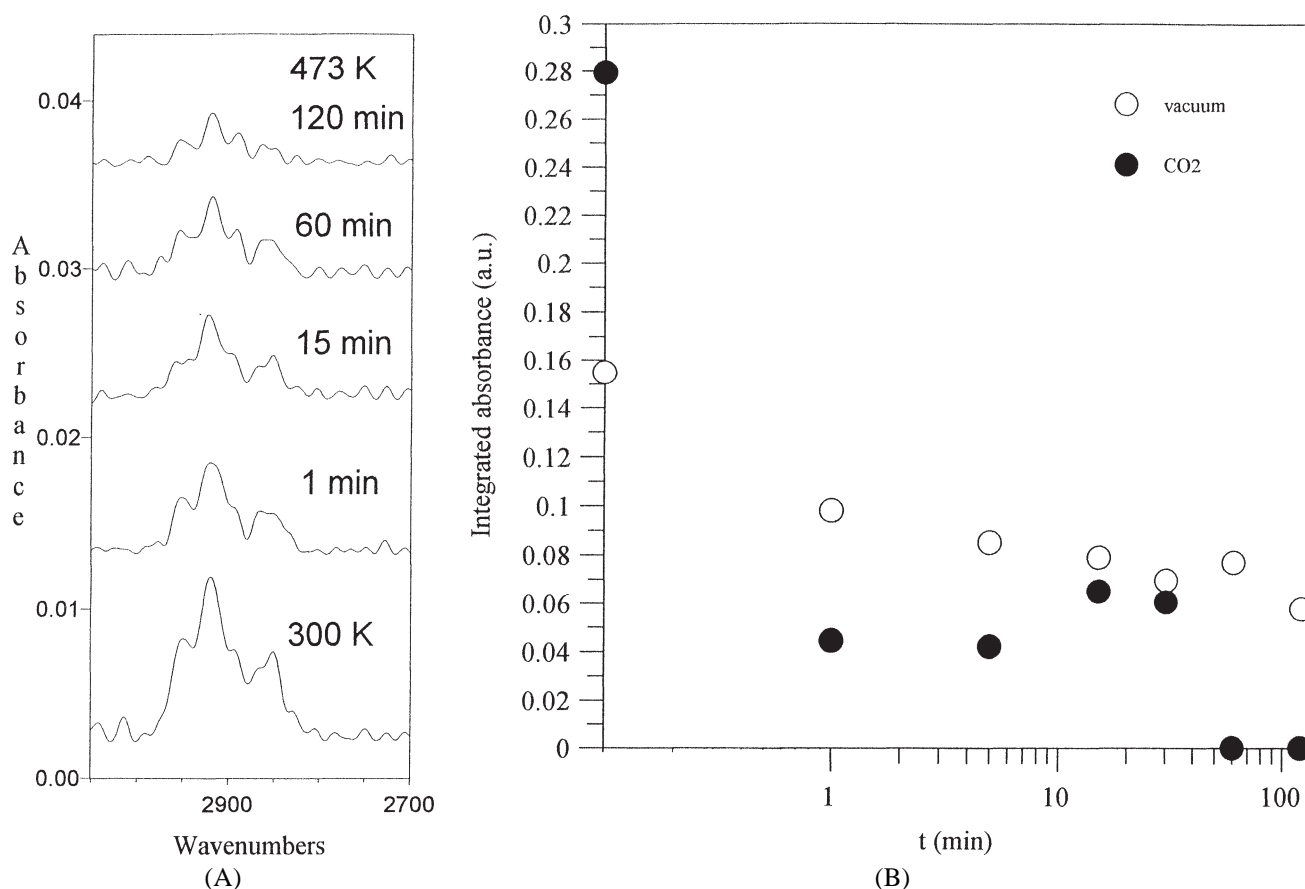 473 K
120 min
60 min
15 min
1 min
300 K
Absorbance
0.04
0.03
0.02
0.01
0.00
2900
2700
Wavenumbers
(A)
0.3
0.28
0.26
0.24
0.22
0.2
0.18
0.16
0.14
0.12
0.1
0.08
0.06
0.04
0.02
0
Integrated absorbance (a.u.)
vacuum
CO2
1
10
100
t (min)
(B)